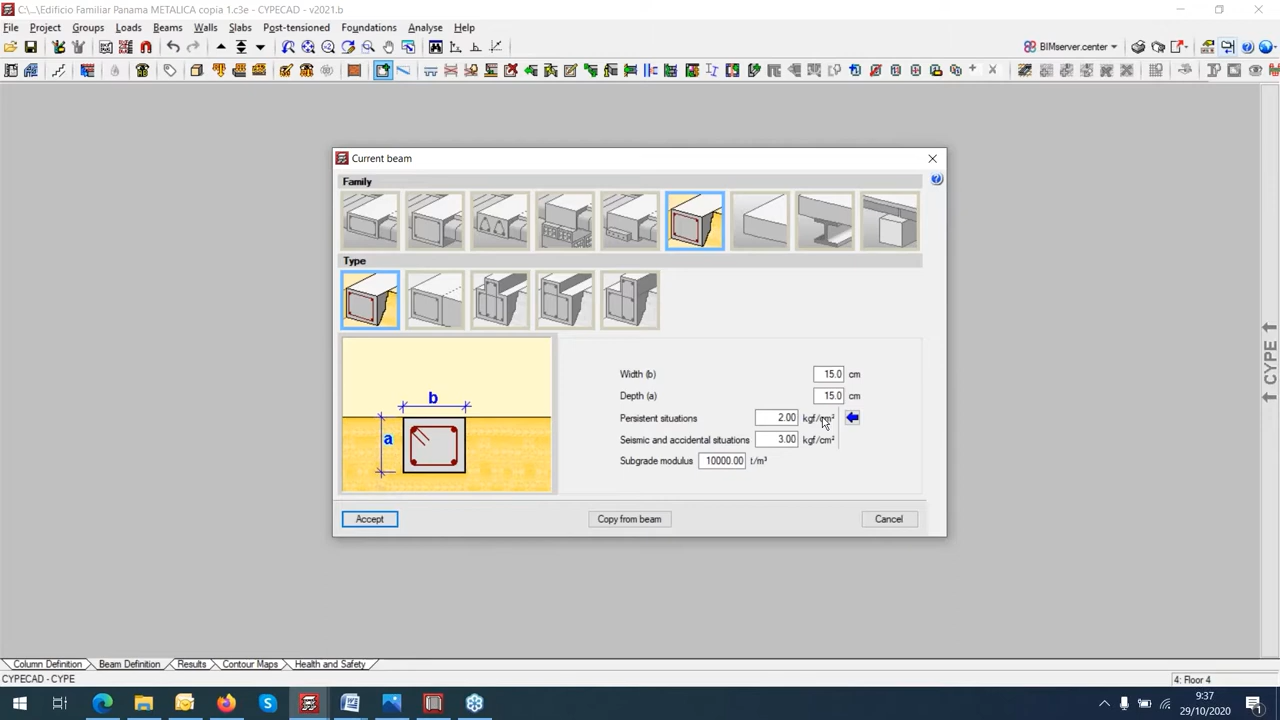 C:\...\Edificio Familiar Panama METALICA copia 1.c3e - CYPECAD - v2021.b
File Project Groups Loads Beams Walls Slabs Post-tensioned Foundations Analyse Help
BIMserver.center
Current beam
Family
Type
b
a
Width (b) 15.0 cm
Depth (a) 15.0 cm
Persistent situations 2.00 kgf/cm²
Seismic and accidental situations 3.00 kgf/cm²
Subgrade modulus 10000.00 t/m³
Accept Copy from beam Cancel
CYPE
Column Definition Beam Definition Results Contour Maps Health and Safety
CYPECAD - CYPE 4: Floor 4
9:37
29/10/2020
1